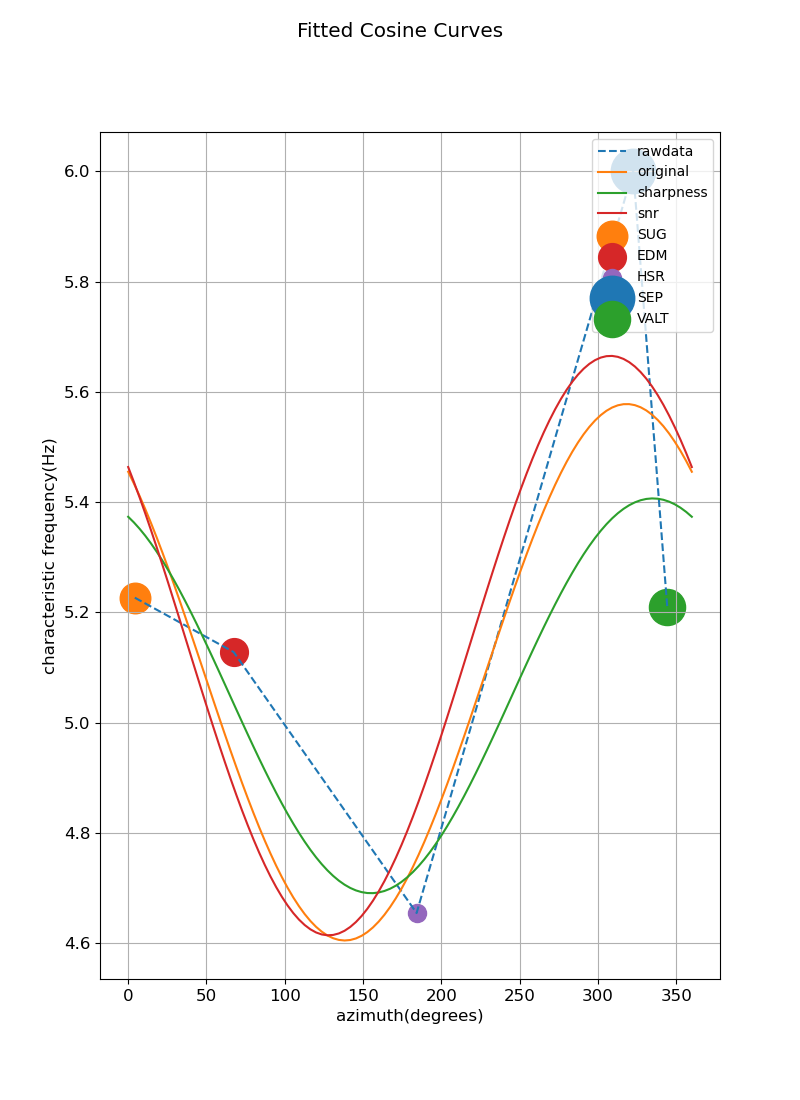 Fitted Cosine Curves
characteristic frequency(Hz)
6.0
5.8
5.6
5.4
5.2
5.0
4.8
4.6
rawdata
original
sharpness
snr
SUG
EDM
HSR
SEP
VALT
0 50 100 150 200 250 300 350
azimuth(degrees)